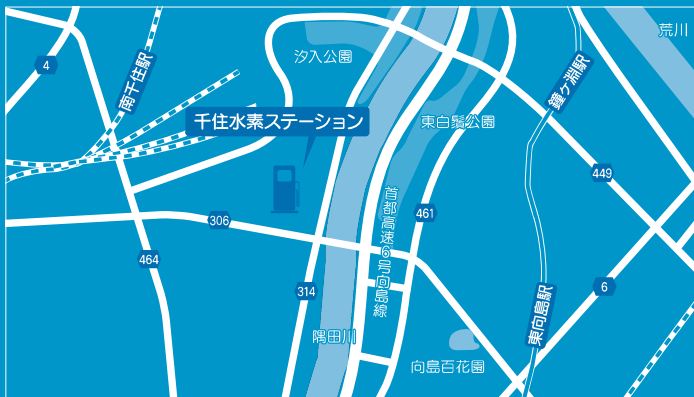 荒川
汐入公園
4
南千住駅
鐘ヶ淵駅
千住水素ステーション
東白鬚公園
449
首都高速6号向島線
461
306
464
314
6
東向島駅
隅田川
向島百花園